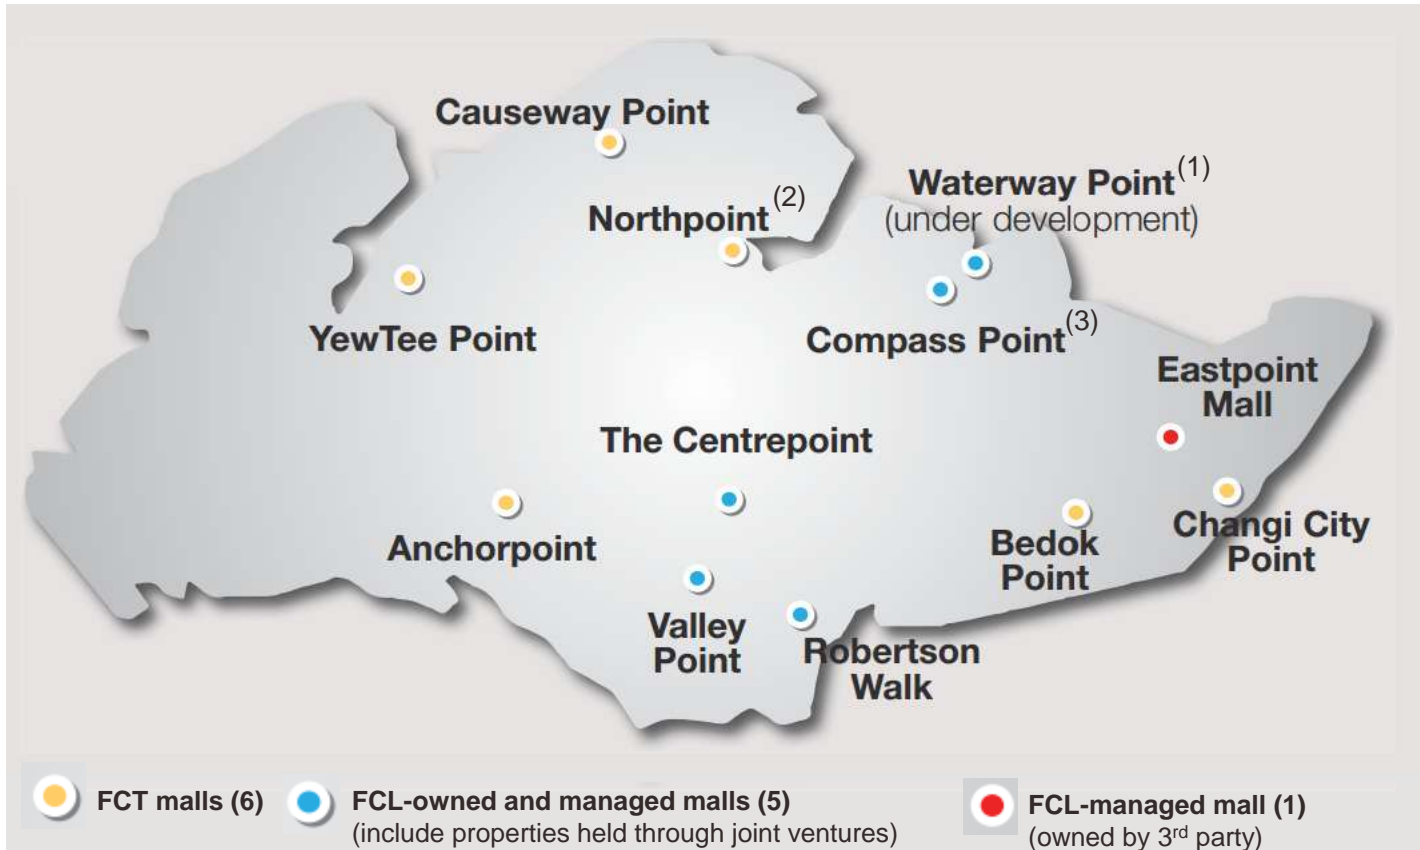 Causeway Point
Waterway Point(1)
(under development)
Northpoint(2)
YewTee Point
Compass Point(3)
Eastpoint
Mall
The Centrepoint
Anchorpoint
Bedok
Point
Changi City
Point
Valley
Point
Robertson
Walk
FCT malls (6)
FCL-owned and managed malls (5)
(include properties held through joint ventures)
FCL-managed mall (1)
(owned by 3rd party)